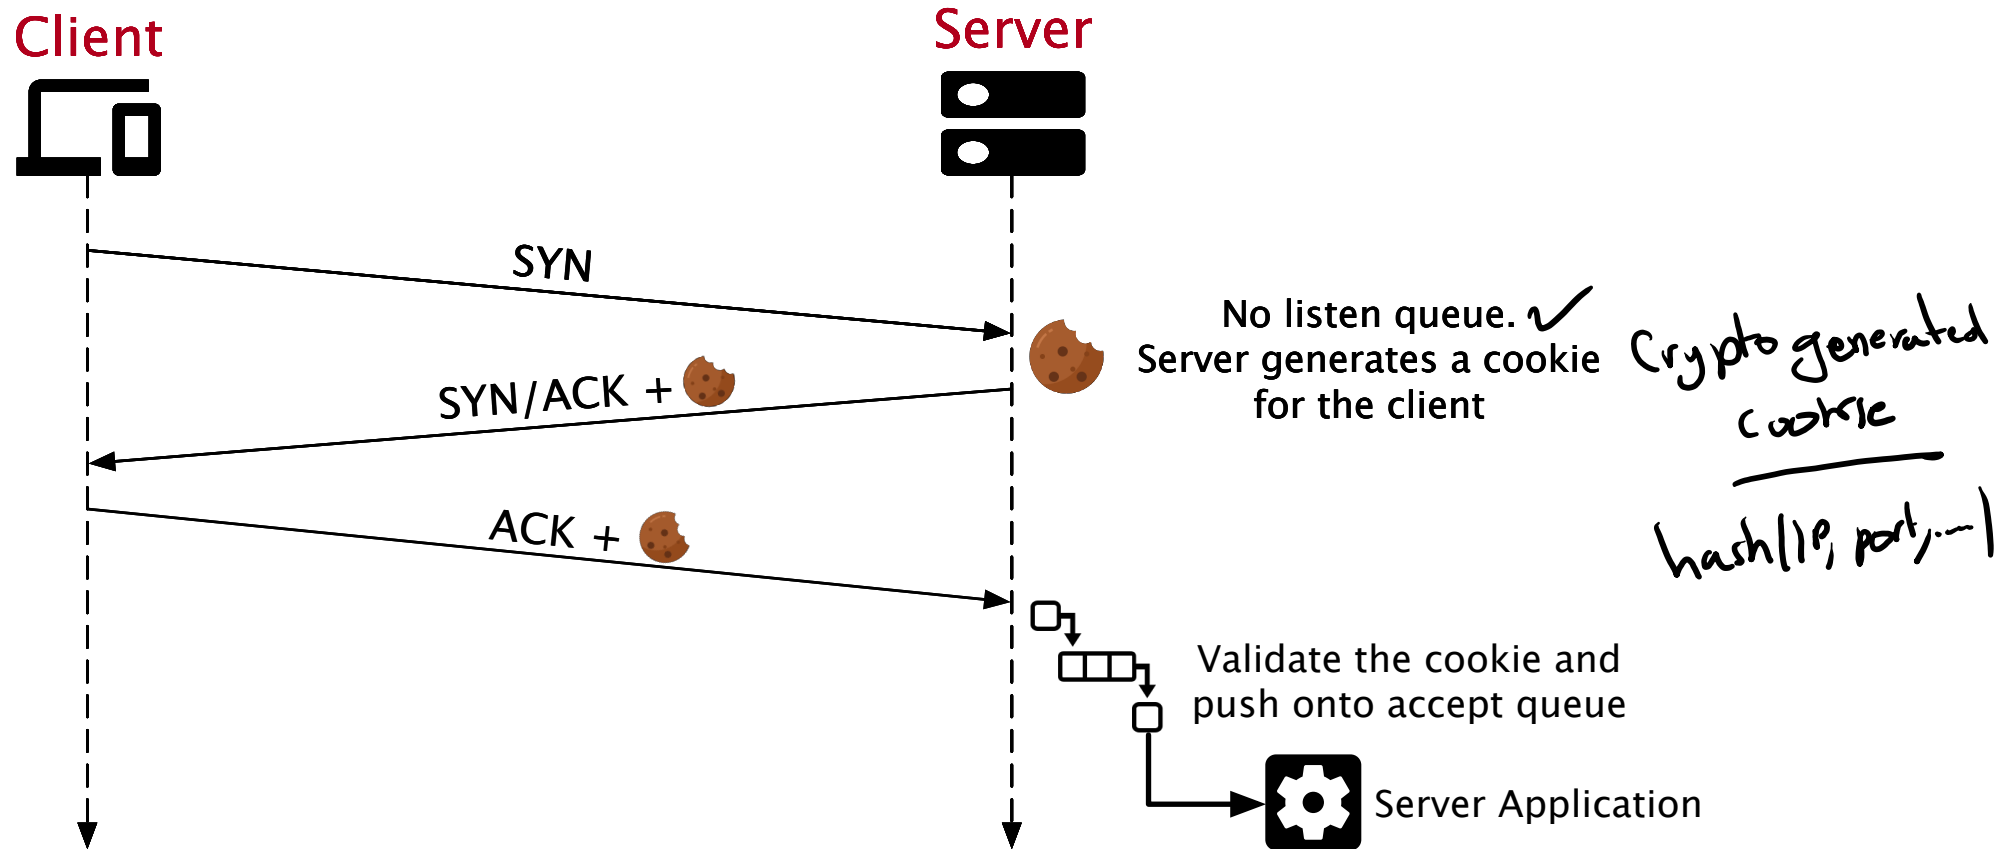 Client
Server
SYN
No listen queue.
Server generates a cookie
for the client
Crypto generated
cookie
hash(IP, port, ...)
SYN/ACK +
ACK +
Validate the cookie and
push onto accept queue
Server Application